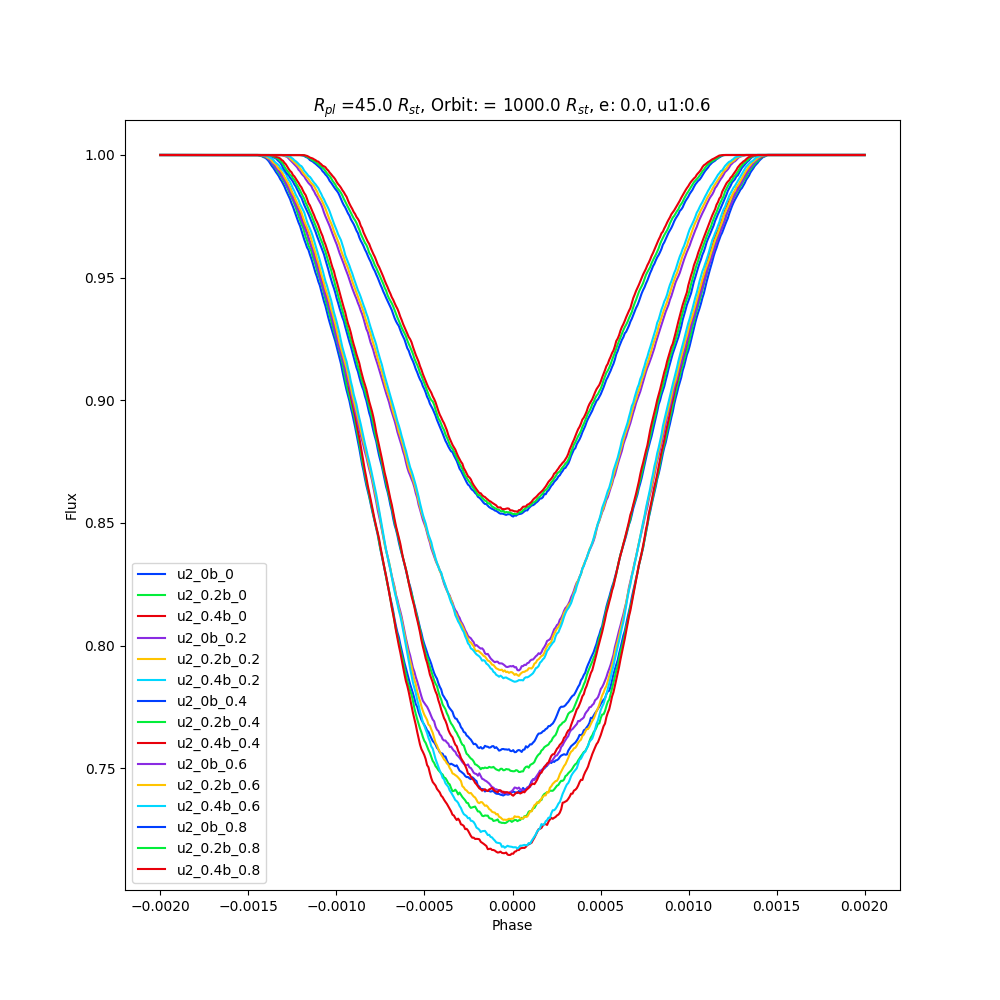 R_pl =45.0 R_st, Orbit: = 1000.0 R_st, e: 0.0, u1:0.6
1.00
0.95
0.90
0.85
0.80
0.75
Flux
u2_0b_0
u2_0.2b_0
u2_0.4b_0
u2_0b_0.2
u2_0.2b_0.2
u2_0.4b_0.2
u2_0b_0.4
u2_0.2b_0.4
u2_0.4b_0.4
u2_0b_0.6
u2_0.2b_0.6
u2_0.4b_0.6
u2_0b_0.8
u2_0.2b_0.8
u2_0.4b_0.8
−0.0020 −0.0015 −0.0010 −0.0005 0.0000 0.0005 0.0010 0.0015 0.0020
Phase